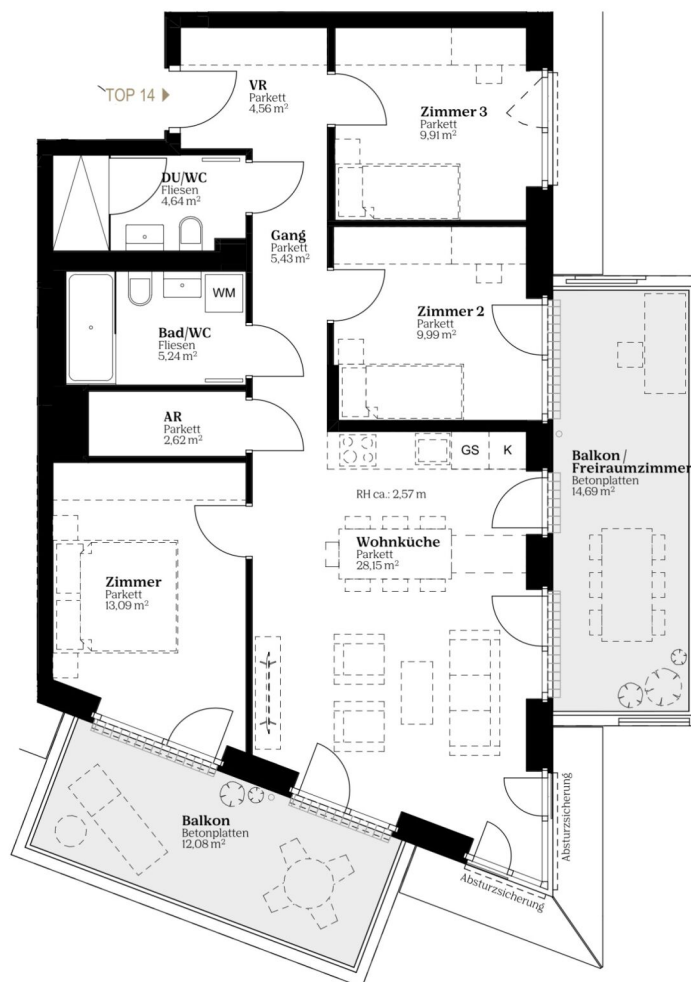 TOP 14
VR
Parkett
4,56 m²
Zimmer 3
Parkett
9,91 m²
DU/WC
Fliesen
4,64 m²
Gang
Parkett
5,43 m²
WM
Bad/WC
Fliesen
5,24 m²
Zimmer 2
Parkett
9,99 m²
AR
Parkett
2,62 m²
GS
K
Balkon/
Freiraumzimmer
Betonplatten
14,69 m²
RH ca.: 2,57 m
Wohnküche
Parkett
28,15 m²
Zimmer
Parkett
13,09 m²
Balkon
Betonplatten
12,08 m²
Absturzsicherung
Absturzsicherung